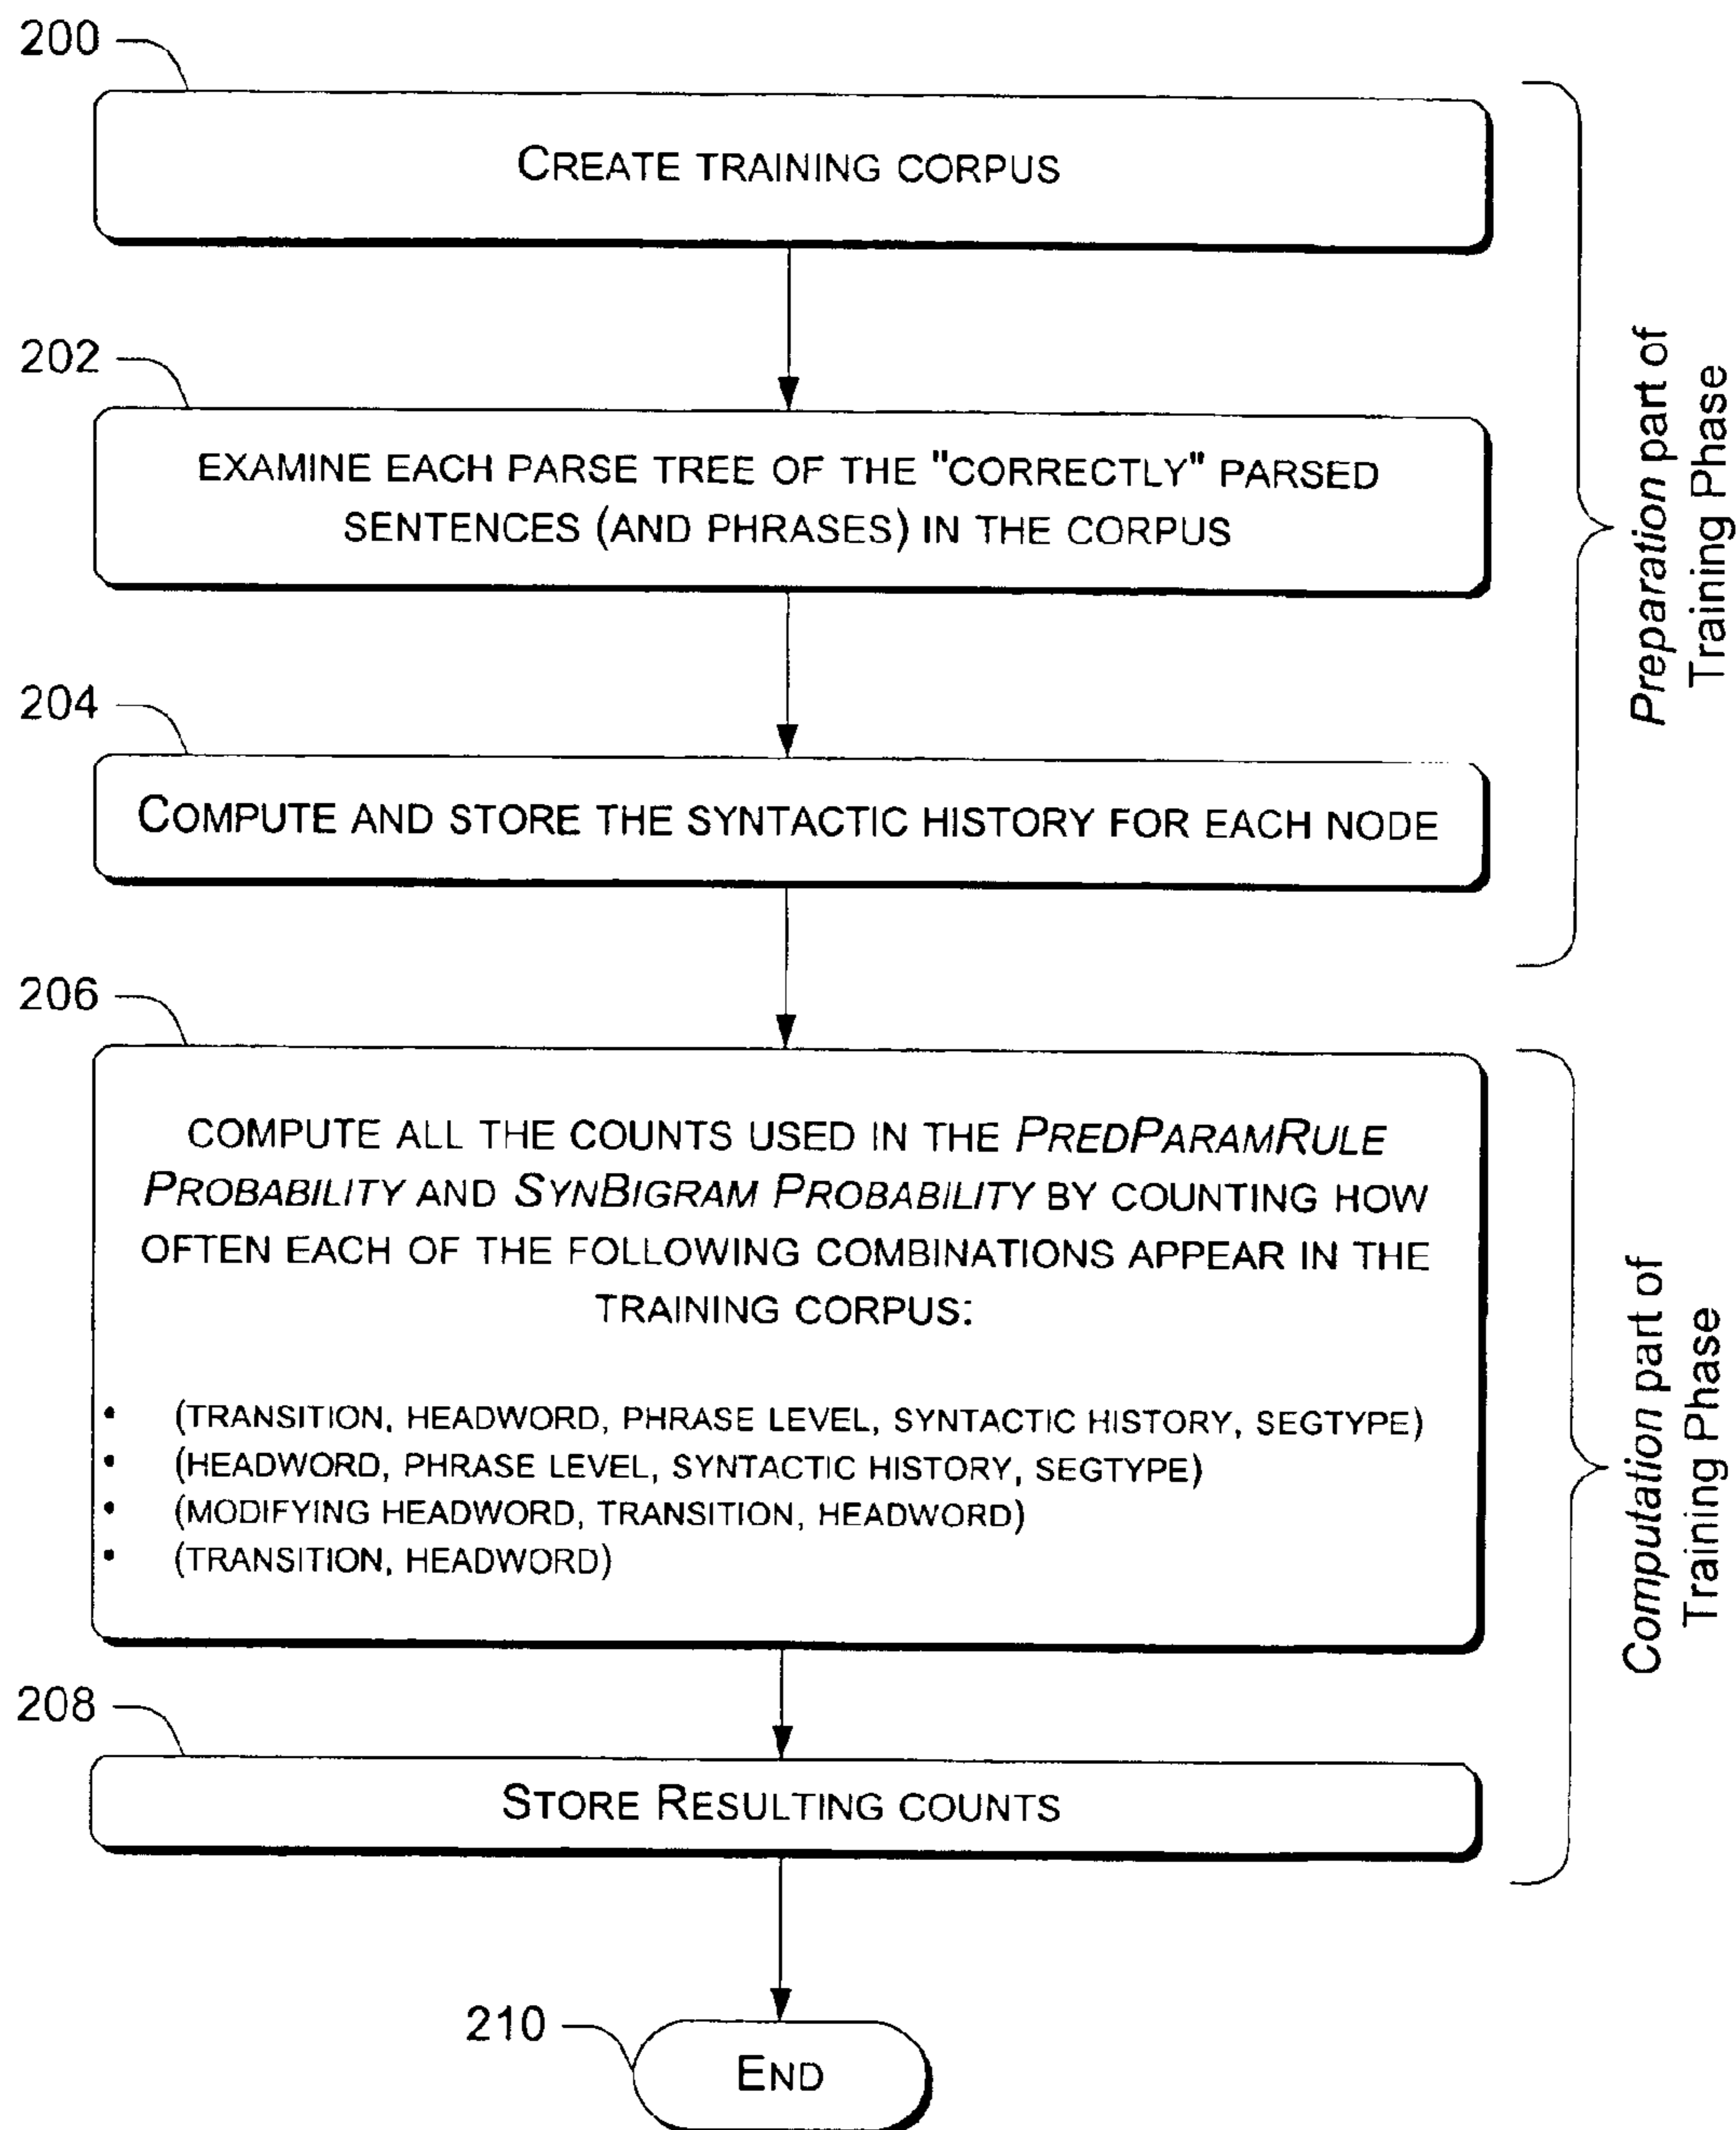 200
CREATE TRAINING CORPUS
202
EXAMINE EACH PARSE TREE OF THE "CORRECTLY" PARSED
SENTENCES (AND PHRASES) IN THE CORPUS
204
COMPUTE AND STORE THE SYNTACTIC HISTORY FOR EACH NODE
Preparation part of
Training Phase
206
COMPUTE ALL THE COUNTS USED IN THE PREDPARAMRULE
PROBABILITY AND SYNBIGRAM PROBABILITY BY COUNTING HOW
OFTEN EACH OF THE FOLLOWING COMBINATIONS APPEAR IN THE
TRAINING CORPUS:
• (TRANSITION, HEADWORD, PHRASE LEVEL, SYNTACTIC HISTORY, SEGTYPE)
• (HEADWORD, PHRASE LEVEL, SYNTACTIC HISTORY, SEGTYPE)
• (MODIFYING HEADWORD, TRANSITION, HEADWORD)
• (TRANSITION, HEADWORD)
208
STORE RESULTING COUNTS
Computation part of
Training Phase
210
END